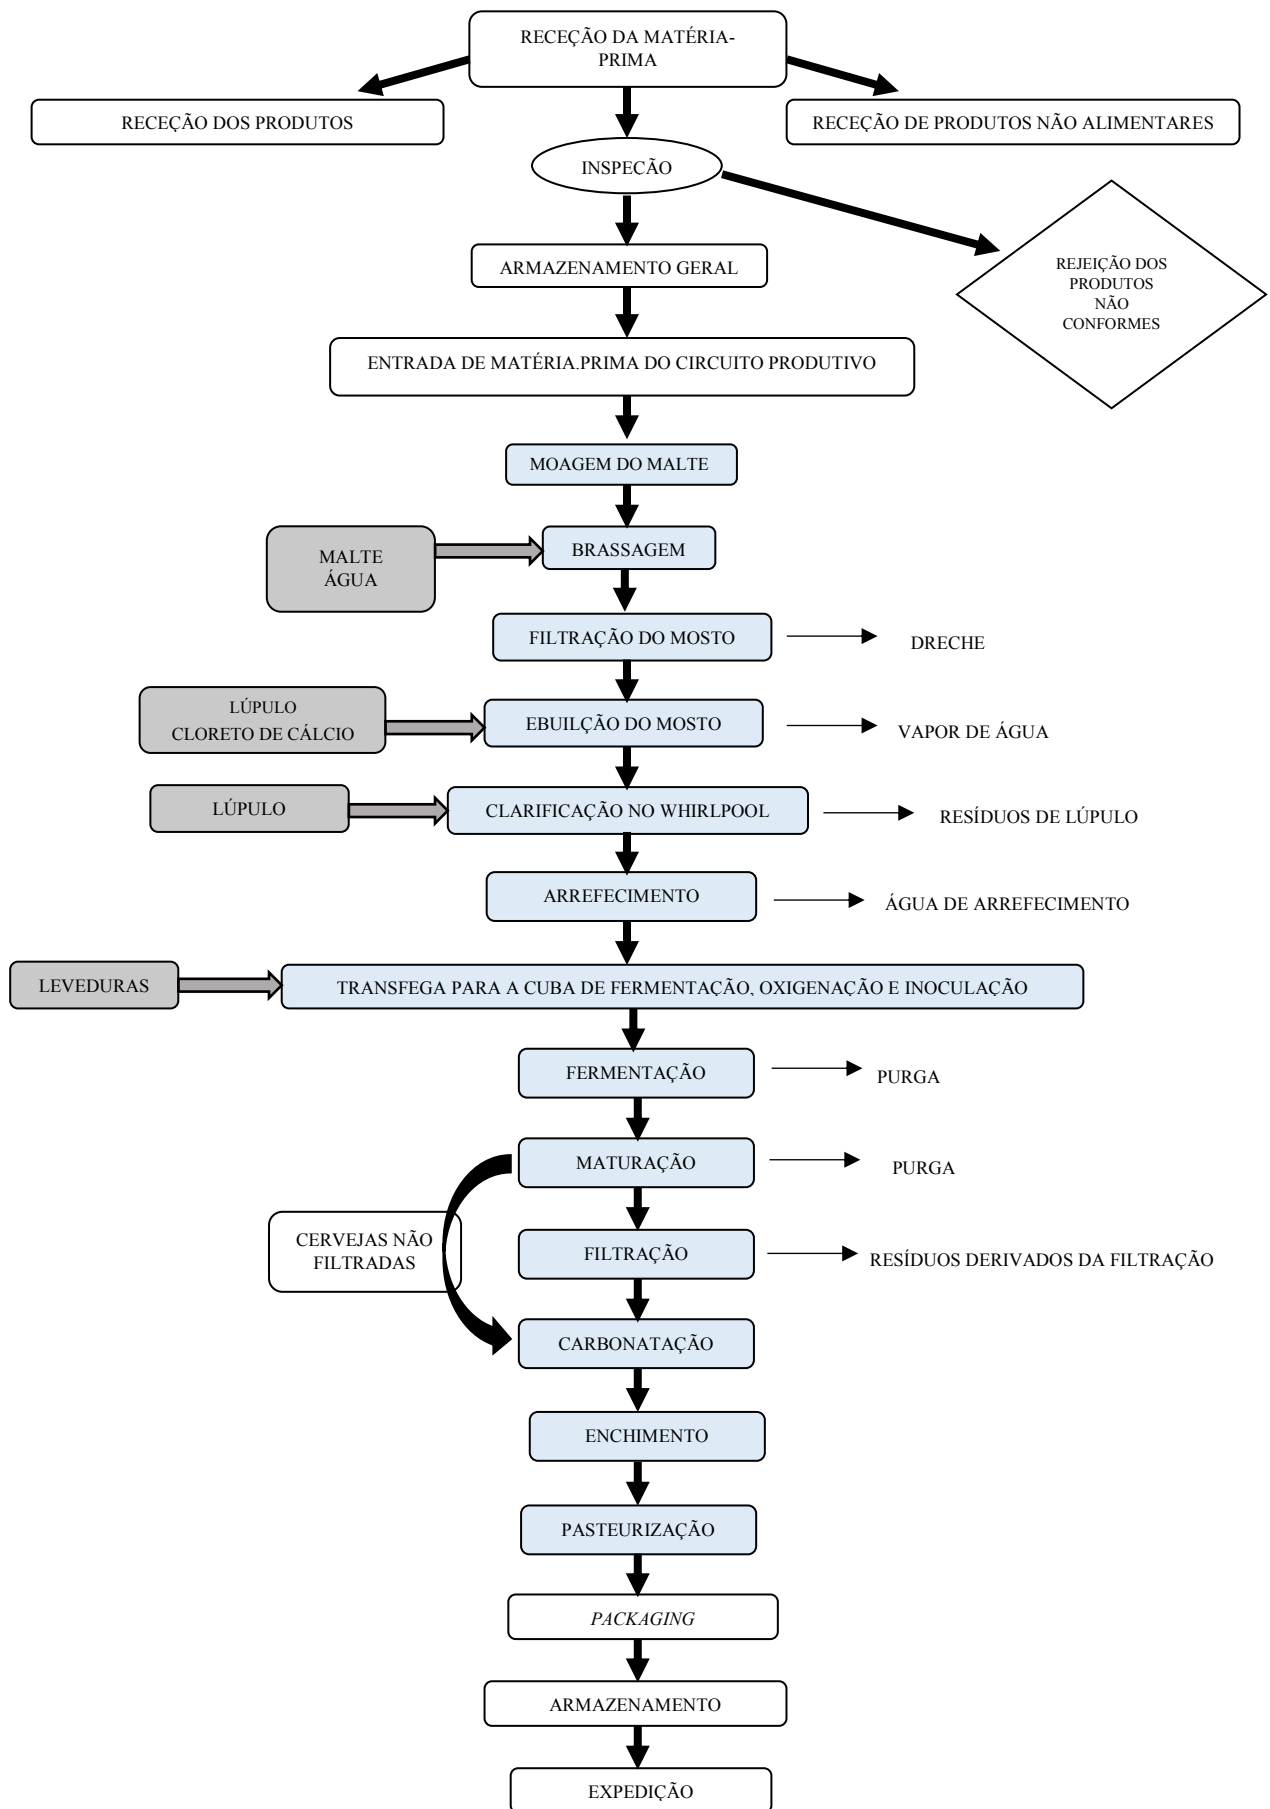 RECEÇÃO DA MATÉRIA-
PRIMA
RECEÇÃO DOS PRODUTOS
RECEÇÃO DE PRODUTOS NÃO ALIMENTARES
INSPECÃO
ARMAZENAMENTO GERAL
REJEIÇÃO DOS
PRODUTOS
NÃO
CONFORMES
ENTRADA DE MATÉRIA.PRIMA DO CIRCUITO PRODUTIVO
MOAGEM DO MALTE
MALTE
ÁGUA
BRASSAGEM
FILTRAÇÃO DO MOSTO
DRECHE
LÚPULO
CLORETO DE CÁLCIO
EBUILÇÃO DO MOSTO
VAPOR DE ÁGUA
LÚPULO
CLARIFICAÇÃO NO WHIRLPOOL
RESÍDUOS DE LÚPULO
ARREFECIMENTO
ÁGUA DE ARREFECIMENTO
LEVEDURAS
TRANSFEGA PARA A CUBA DE FERMENTAÇÃO, OXIGENAÇÃO E INOCULAÇÃO
FERMENTAÇÃO
PURGA
MATURAÇÃO
PURGA
CERVEJAS NÃO
FILTRADAS
FILTRAÇÃO
RESÍDUOS DERIVADOS DA FILTRAÇÃO
CARBONATAÇÃO
ENCHIMENTO
PASTEURIZAÇÃO
PACKAGING
ARMAZENAMENTO
EXPEDIÇÃO